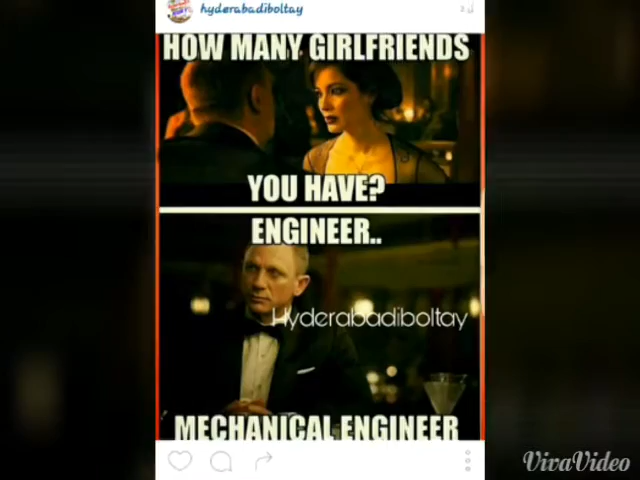 hyderabadiboltay
HOW MANY GIRLFRIENDS
YOU HAVE?
ENGINEER..
Hyderabadiboltay
MECHANICAL ENGINEER
VivaVideo